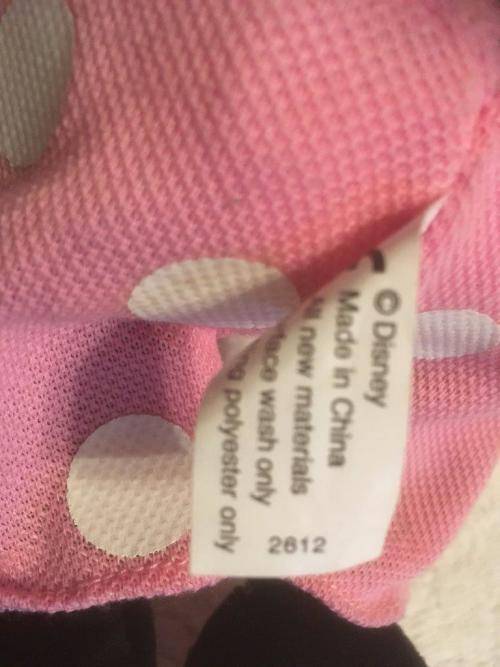 © Disney
Made in China
new materials
wash only
polyester only
2612